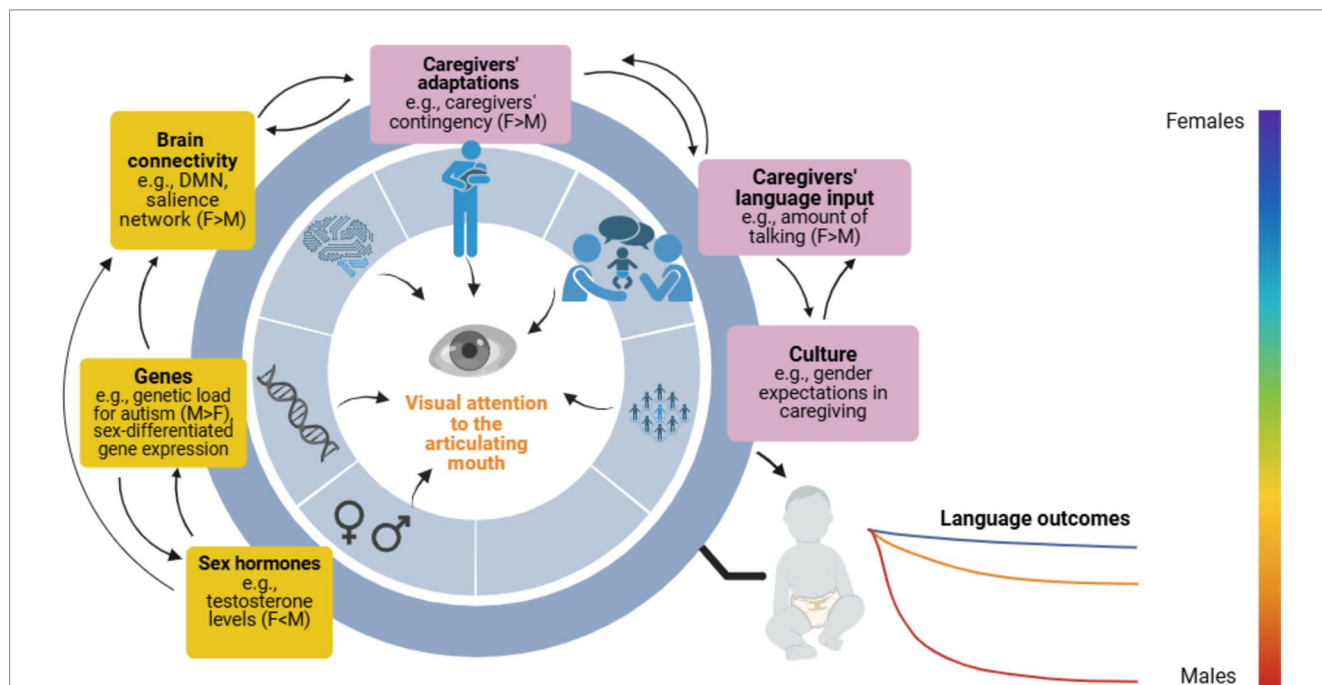 Caregivers'
adaptations
e.g., caregivers'
contingency (F>M)
Brain
connectivity
e.g., DMN,
salience
network (F>M)
Caregivers'
language input
e.g., amount of
talking (F>M)
Females
Culture
e.g., gender
expectations in
caregiving
Genes
e.g., genetic load
for autism (M>F),
sex-differentiated
gene expression
Visual attention
to the
articulating
mouth
Sex hormones
e.g.,
testosterone
levels (F<M)
Language outcomes
Males